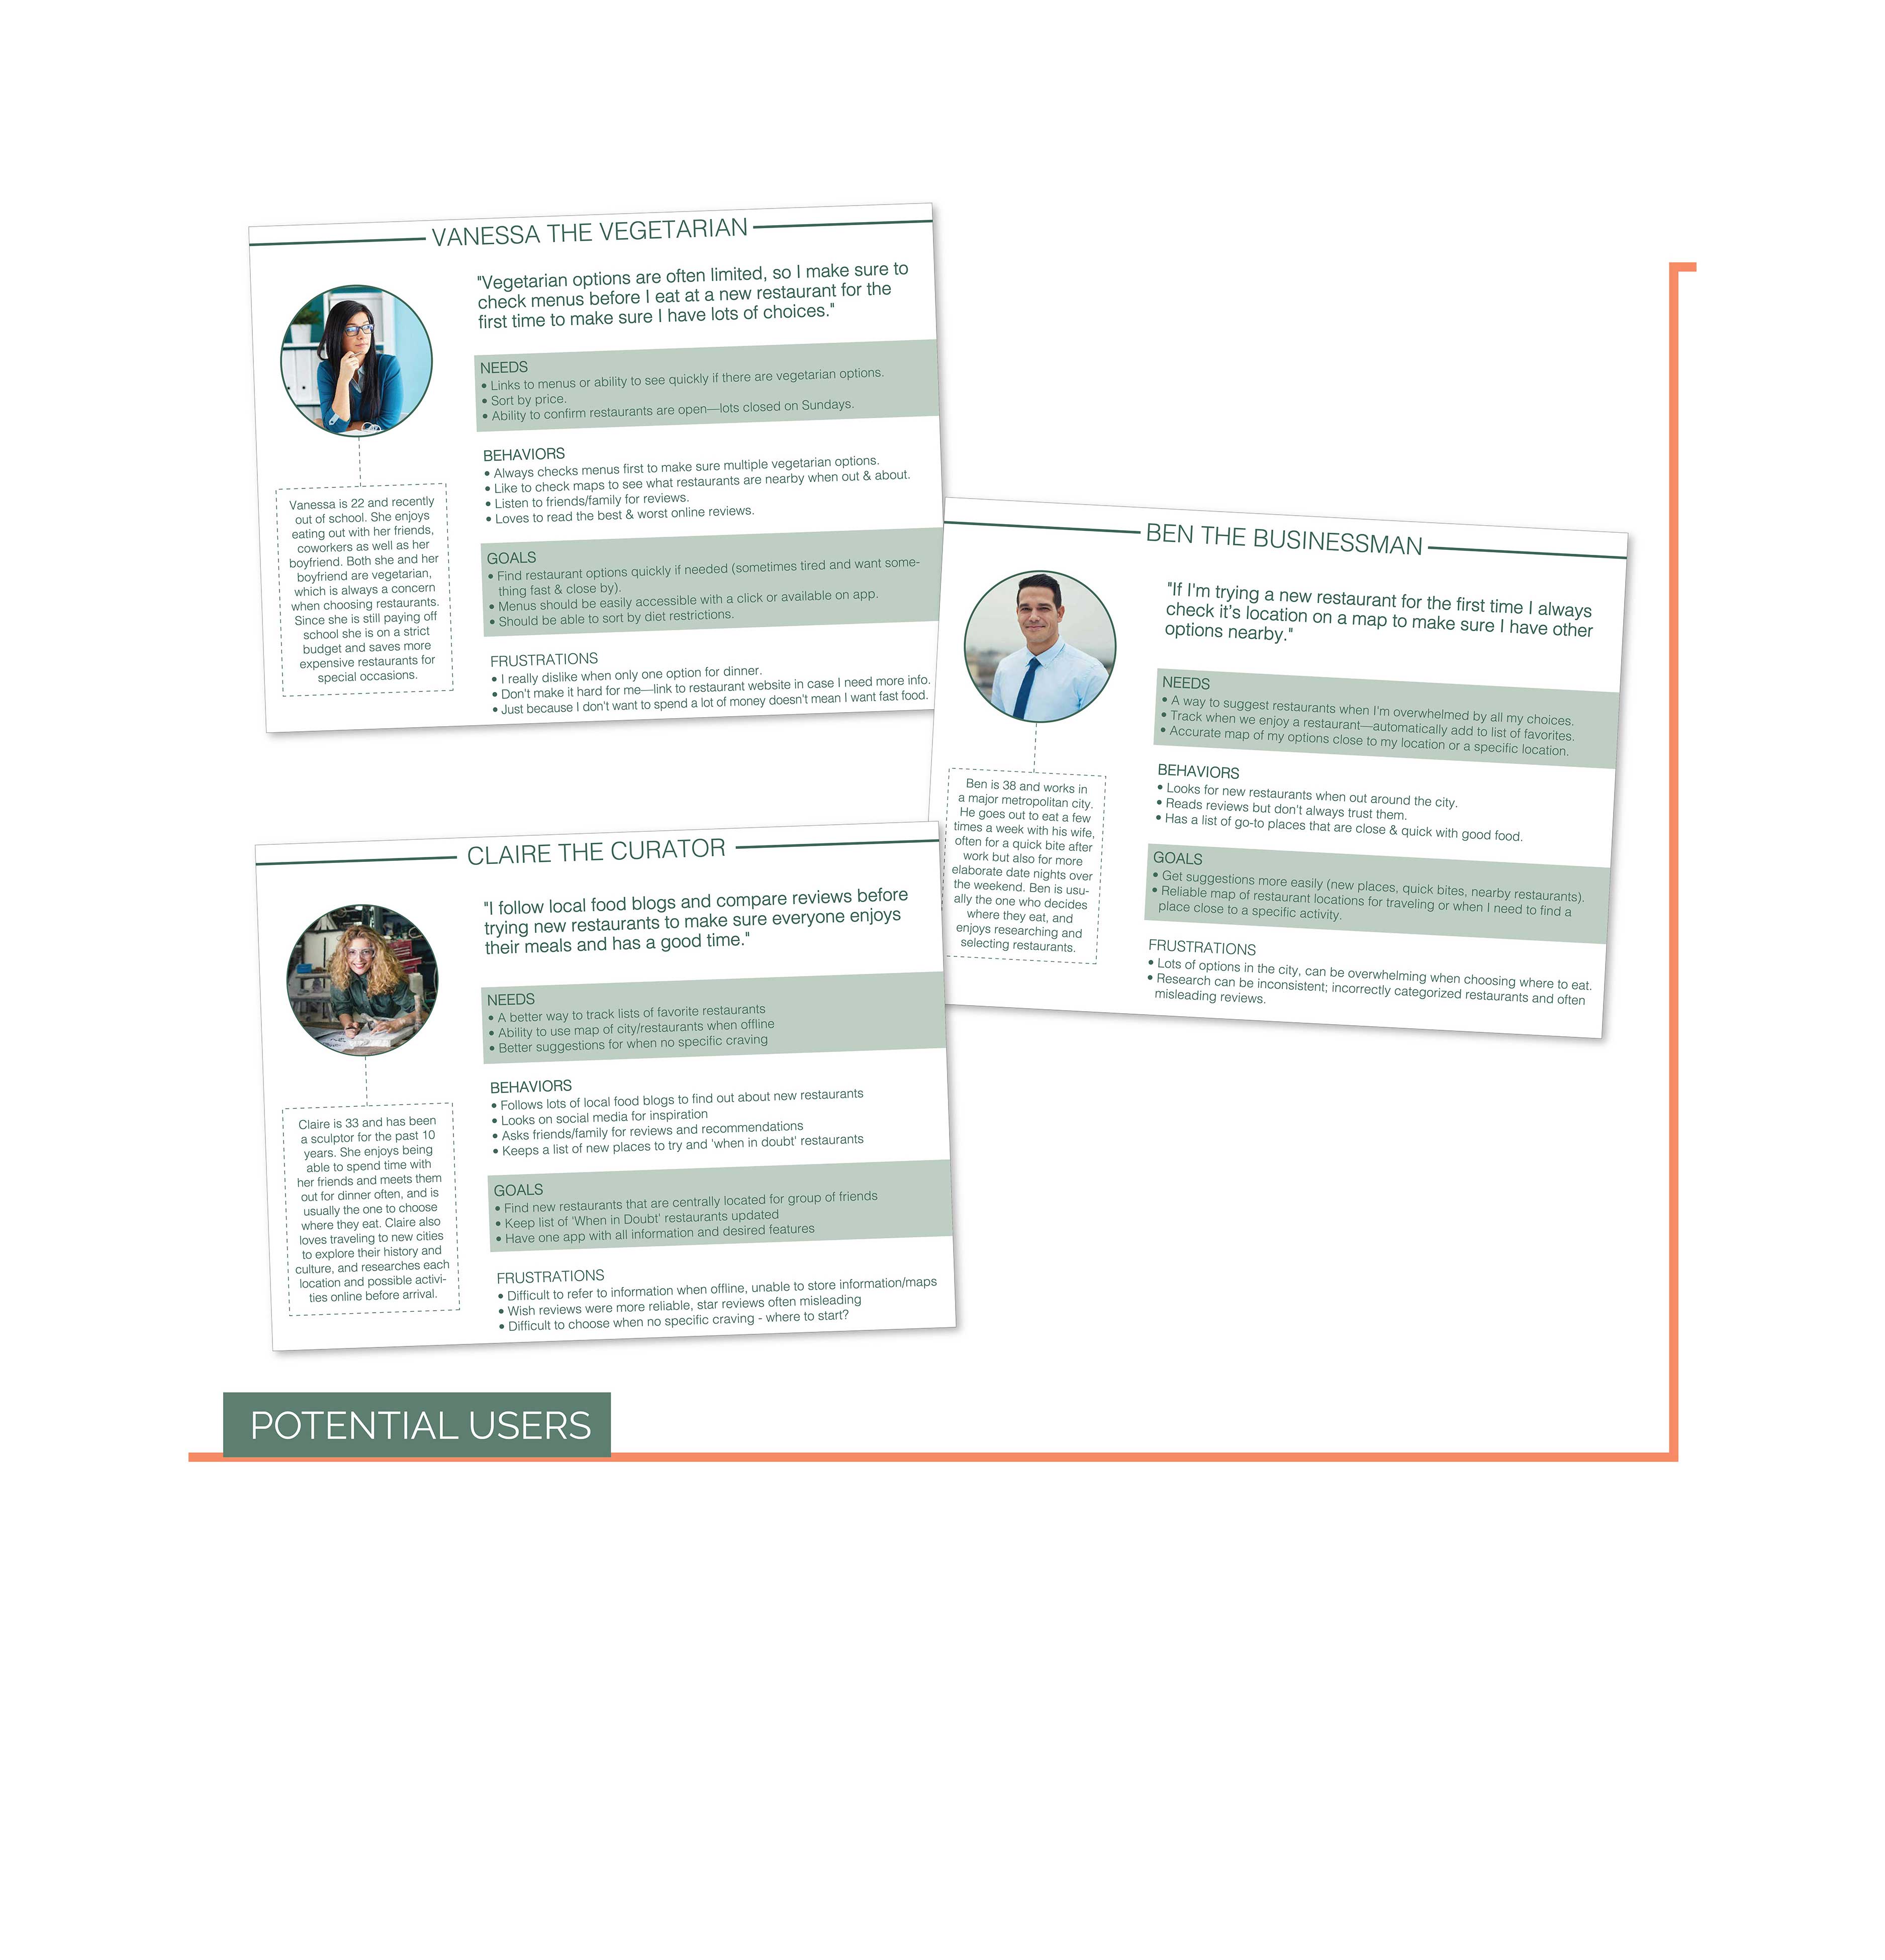 VANESSA THE VEGETARIAN
"Vegetarian options are often limited, so I make sure to
check menus before I eat at a new restaurant for the
first time to make sure I have lots of choices."
NEEDS
• Links to menus or ability to see quickly if there are vegetarian options.
• Sort by price.
• Ability to confirm restaurants are open—lots closed on Sundays.
BEHAVIORS
• Always checks menus first to make sure multiple vegetarian options.
• Like to check maps to see what restaurants are nearby when out & about.
• Listen to friends/family for reviews.
• Loves to read the best & worst online reviews.
GOALS
• Find restaurant options quickly if needed (sometimes tired and want some-
thing fast & close by).
• Menus should be easily accessible with a click or available on app.
• Should be able to sort by diet restrictions.
FRUSTRATIONS
• I really dislike when only one option for dinner.
• Don't make it hard for me—link to restaurant website in case I need more info.
• Just because I don't want to spend a lot of money doesn't mean I want fast food.
Vanessa is 22 and recently
out of school. She enjoys
eating out with her friends,
coworkers as well as her
boyfriend. Both she and her
boyfriend are vegetarian,
which is always a concern
when choosing restaurants.
Since she is still paying off
school she is on a strict
budget and saves more
expensive restaurants for
special occasions.
BEN THE BUSINESSMAN
"If I'm trying a new restaurant for the first time I always
check it's location on a map to make sure I have other
options nearby."
NEEDS
• A way to suggest restaurants when I'm overwhelmed by all my choices.
• Track when we enjoy a restaurant—automatically add to list of favorites.
• Accurate map of my options close to my location or a specific location.
BEHAVIORS
• Looks for new restaurants when out around the city.
• Reads reviews but don't always trust them.
• Has a list of go-to places that are close & quick with good food.
GOALS
• Get suggestions more easily (new places, quick bites, nearby restaurants).
• Reliable map of restaurant locations for traveling or when I need to find a
place close to a specific activity.
FRUSTRATIONS
• Lots of options in the city, can be overwhelming when choosing where to eat.
• Research can be inconsistent; incorrectly categorized restaurants and often
misleading reviews.
Ben is 38 and works in
a major metropolitan city.
He goes out to eat a few
times a week with his wife,
often for a quick bite after
work but also for more
elaborate date nights over
the weekend. Ben is usu-
ally the one who decides
where they eat, and
enjoys researching and
selecting restaurants.
CLAIRE THE CURATOR
"I follow local food blogs and compare reviews before
trying new restaurants to make sure everyone enjoys
their meals and has a good time."
NEEDS
• A better way to track lists of favorite restaurants
• Ability to use map of city/restaurants when offline
• Better suggestions for when no specific craving
BEHAVIORS
• Follows lots of local food blogs to find out about new restaurants
• Looks on social media for inspiration
• Asks friends/family for reviews and recommendations
• Keeps a list of new places to try and 'when in doubt' restaurants
GOALS
• Find new restaurants that are centrally located for group of friends
• Keep list of 'When in Doubt' restaurants updated
• Have one app with all information and desired features
FRUSTRATIONS
• Difficult to refer to information when offline, unable to store information/maps
• Wish reviews were more reliable, star reviews often misleading
• Difficult to choose when no specific craving - where to start?
Claire is 33 and has been
a sculptor for the past 10
years. She enjoys being
able to spend time with
her friends and meets them
out for dinner often, and is
usually the one to choose
where they eat. Claire also
loves traveling to new cities
to explore their history and
culture, and researches each
location and possible activi-
ties online before arrival.
POTENTIAL USERS